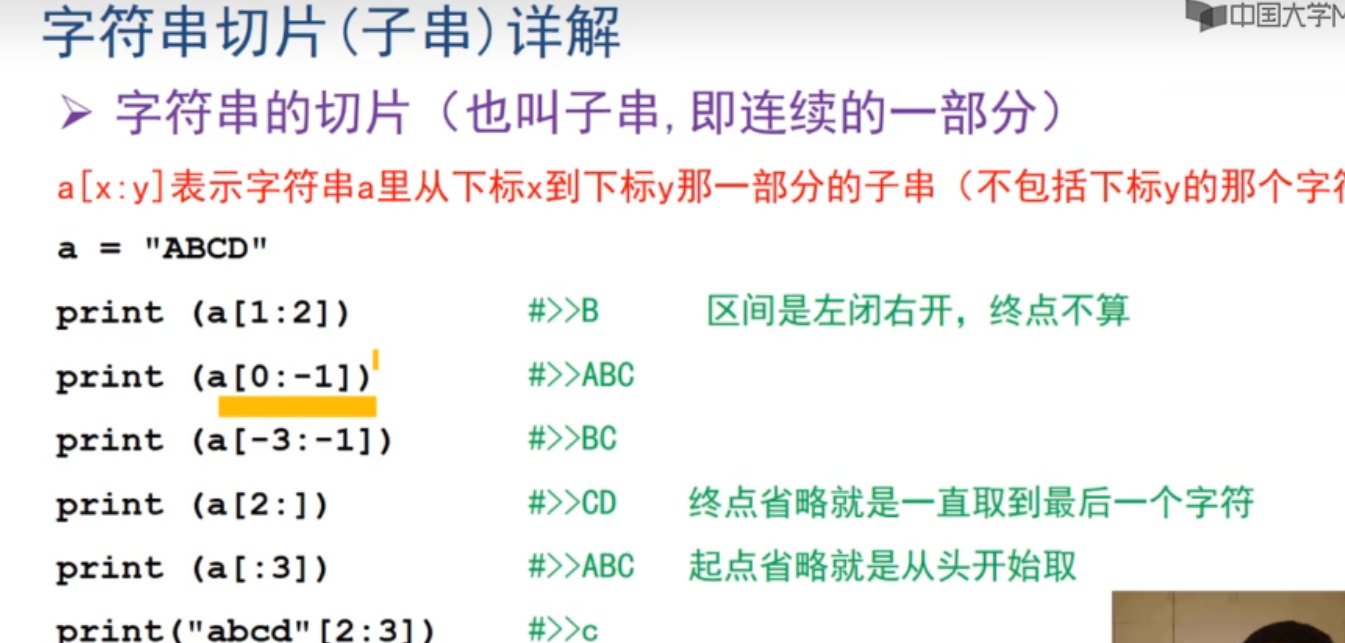 字符串切片(子串)详解
中国大学M
➢ 字符串的切片（也叫子串,即连续的一部分）
a[x:y]表示字符串a里从下标x到下标y那一部分的子串（不包括下标y的那个字符
a = "ABCD"
print (a[1:2]) #>>B 区间是左闭右开，终点不算
print (a[0:-1]) #>>ABC
print (a[-3:-1]) #>>BC
print (a[2:]) #>>CD 终点省略就是一直取到最后一个字符
print (a[:3]) #>>ABC 起点省略就是从头开始取
print("abcd"[2:3]) #>>c